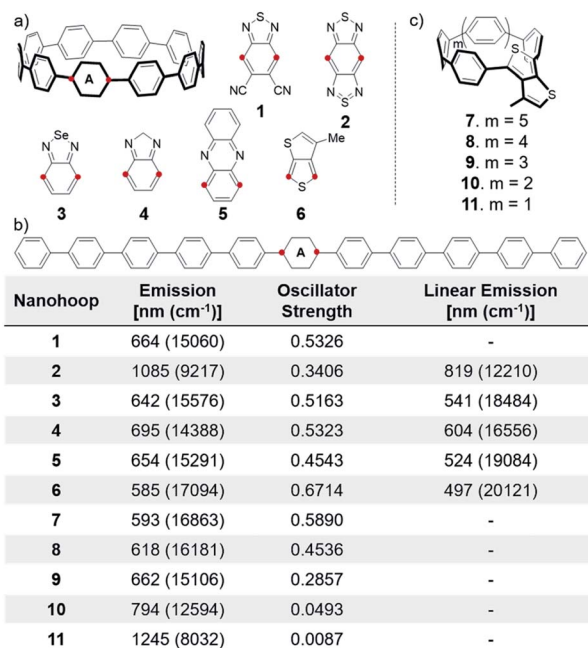 a)
A
N S N
NC CN
1
N S N
N S N
2
c)
m
S
S
7. m = 5
8. m = 4
9. m = 3
10. m = 2
11. m = 1
Se
N N
3
N N
4
N
N
5
S Me
S
6
b)
A
Nanohoop Emission [nm (cm-1)] Oscillator Strength Linear Emission [nm (cm-1)]
1 664 (15060) 0.5326 -
2 1085 (9217) 0.3406 819 (12210)
3 642 (15576) 0.5163 541 (18484)
4 695 (14388) 0.5323 604 (16556)
5 654 (15291) 0.4543 524 (19084)
6 585 (17094) 0.6714 497 (20121)
7 593 (16863) 0.5890 -
8 618 (16181) 0.4536 -
9 662 (15106) 0.2857 -
10 794 (12594) 0.0493 -
11 1245 (8032) 0.0087 -